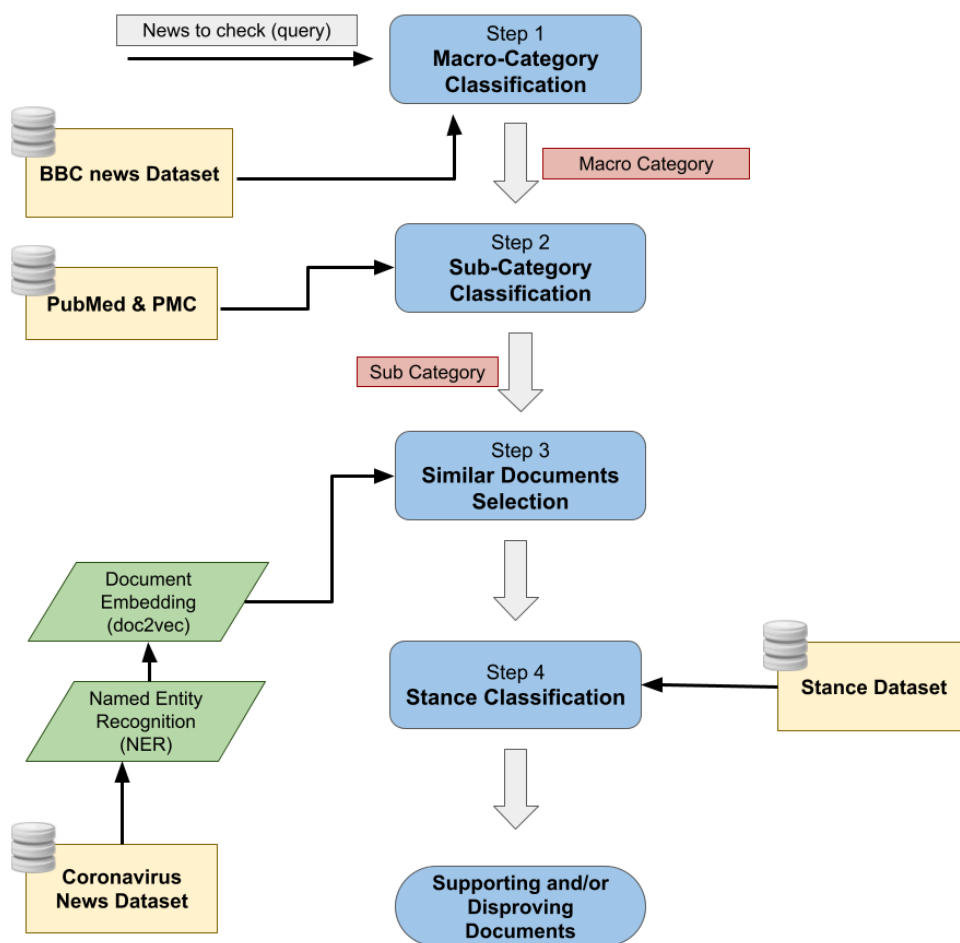 News to check (query)
Step 1
Macro-Category
Classification
BBC news Dataset
Macro Category
Step 2
Sub-Category
Classification
PubMed & PMC
Sub Category
Step 3
Similar Documents
Selection
Document
Embedding
(doc2vec)
Step 4
Stance Classification
Stance Dataset
Named Entity
Recognition
(NER)
Coronavirus
News Dataset
Supporting and/or
Disproving
Documents